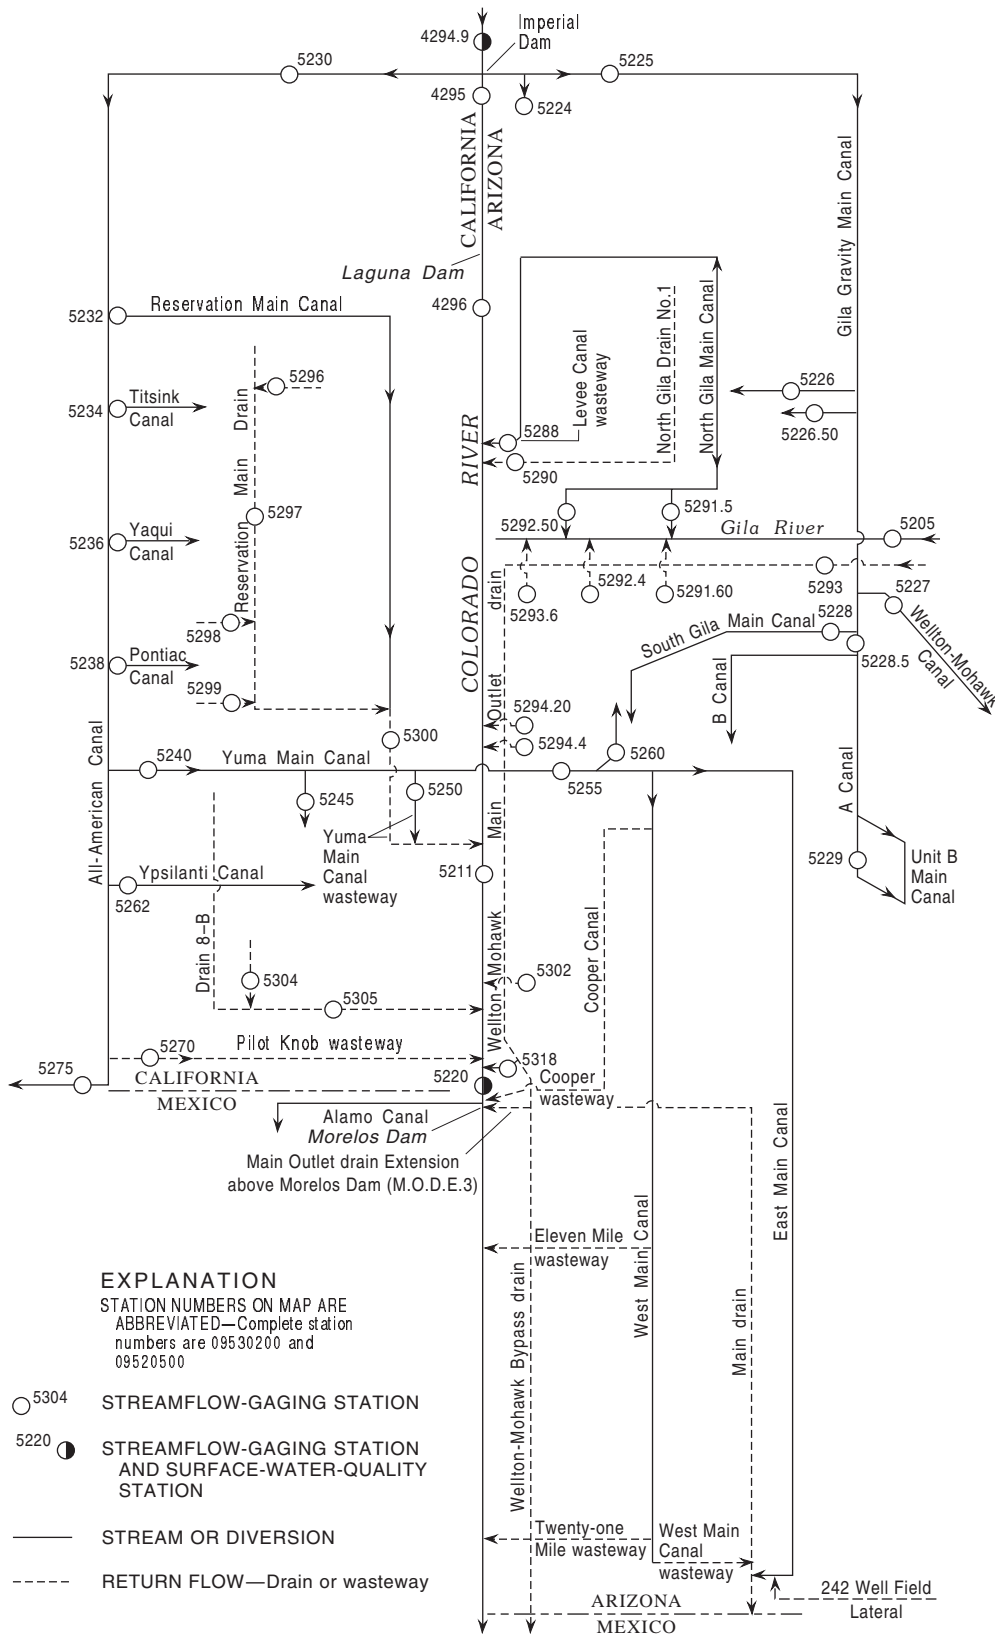 4294.9
Imperial
Dam
5230
5225
4295
5224
CALIFORNIA
ARIZONA
Gila Gravity Main Canal
Laguna Dam
5232
Reservation Main Canal
4296
Levee Canal
wasteway
North Gila Drain No.1
North Gila Main Canal
5296
5226
5234
Titsink
Canal
5226.50
Reservation Main Drain
COLORADO RIVER
5288
5290
5297
5292.50
5291.5
Gila River
5205
5236
Yaqui
Canal
5293.6
5292.4
5291.60
5293
5227
5298
5228
South Gila Main Canal
Wellton-Mohawk
Canal
5238
Pontiac
Canal
5228.5
5299
B Canal
Wellton-Mohawk Main Outlet drain
5294.20
5300
5294.4
5260
All-American Canal
5240
Yuma Main Canal
5255
A Canal
5245
5250
Yuma
Main
Canal
wasteway
5211
5229
Unit B
Main
Canal
Ypsilanti Canal
5262
Drain 8-B
Cooper Canal
5304
5302
5305
5270
Pilot Knob wasteway
5318
5275
CALIFORNIA
MEXICO
5220
Cooper
wasteway
Alamo Canal
Morelos Dam
Main Outlet drain Extension
above Morelos Dam (M.O.D.E.3)
East Main Canal
West Main Canal
Eleven Mile
wasteway
Wellton-Mohawk Bypass drain
Main drain
EXPLANATION
STATION NUMBERS ON MAP ARE
ABBREVIATED—Complete station
numbers are 09530200 and
09520500
5304
STREAMFLOW-GAGING STATION
5220
STREAMFLOW-GAGING STATION
AND SURFACE-WATER-QUALITY
STATION
STREAM OR DIVERSION
RETURN FLOW—Drain or wasteway
Twenty-one
Mile wasteway
West Main
Canal
wasteway
242 Well Field
Lateral
ARIZONA
MEXICO